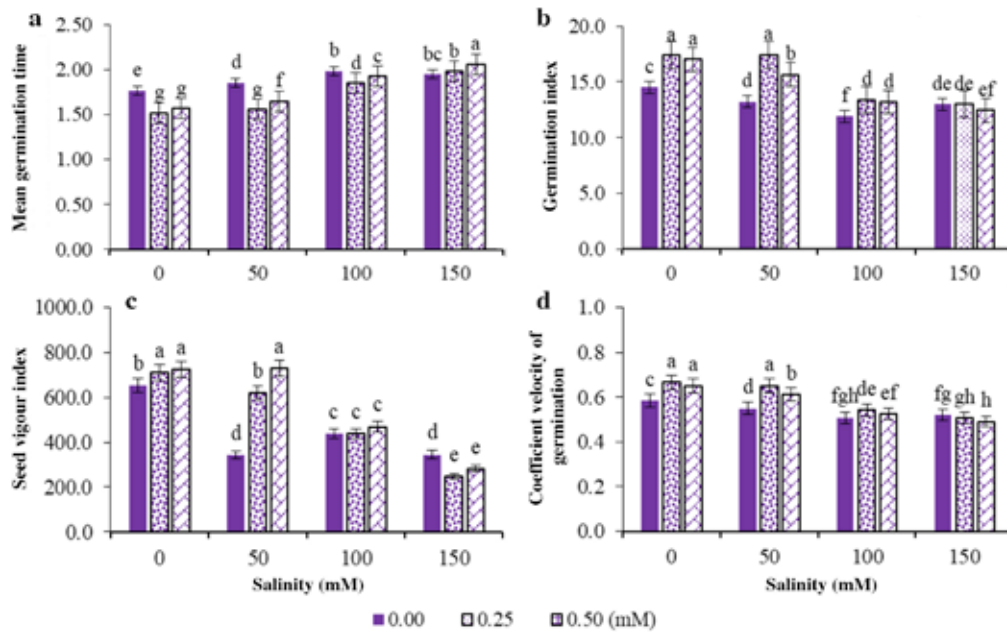 a
2.50
2.00
1.50
1.00
0.50
0.00
Mean germination time
e
g
g
d
g
f
b
d
c
bc
b
a
0
50
100
150
b
20.0
15.0
10.0
5.0
0.0
Germination index
c
a
a
d
a
b
f
d
d
de
de
ef
0
50
100
150
c
1000.0
800.0
600.0
400.0
200.0
0.0
Seed vigour index
b
a
a
d
b
a
c
c
c
d
e
e
0
50
100
150
Salinity (mM)
d
1.0
0.8
0.6
0.4
0.2
0.0
Coefficient velocity of
germination
c
a
a
d
a
b
fgh
de
ef
fg
gh
h
0
50
100
150
Salinity (mM)
0.00 0.25 0.50 (mM)